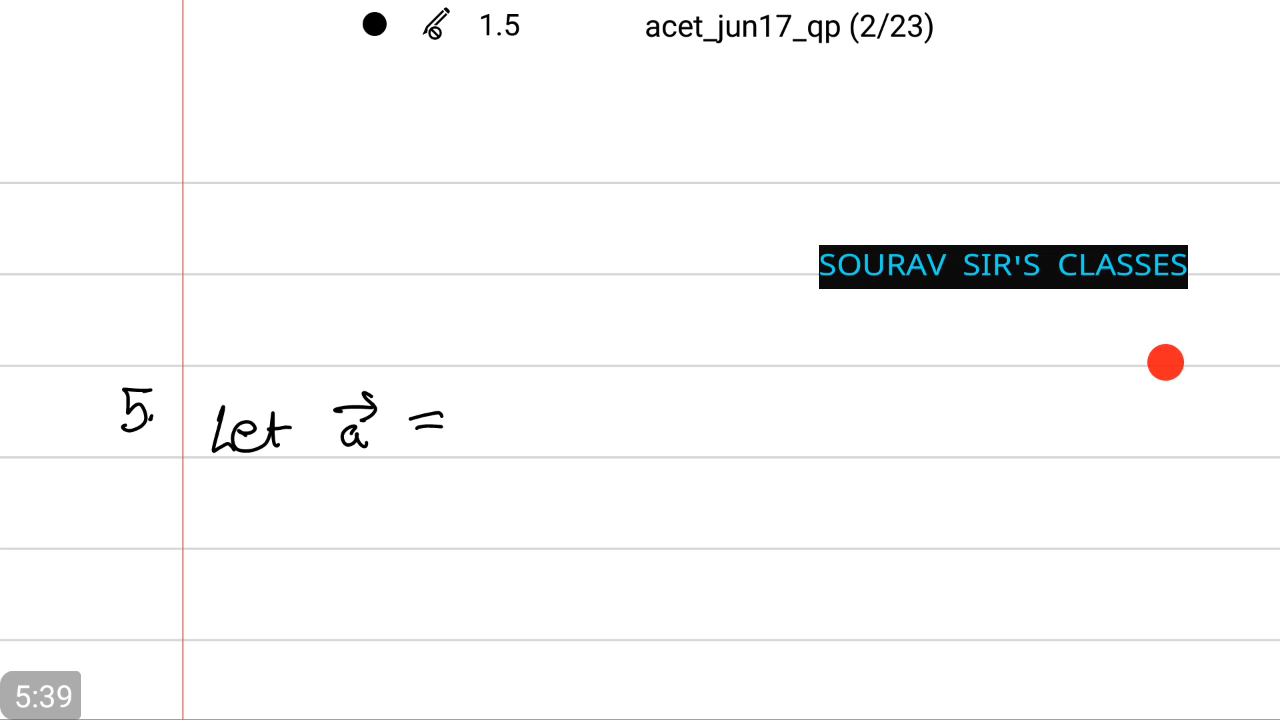 1.5 acet_jun17_qp (2/23)
SOURAV SIR'S CLASSES
5. Let a⃗ =
5:39